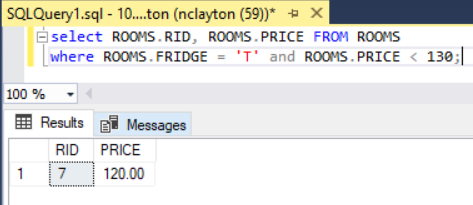 SQLQuery1.sql - 10....ton (nclayton (59))*
select ROOMS.RID, ROOMS.PRICE FROM ROOMS
where ROOMS.FRIDGE = 'T' and ROOMS.PRICE < 130;
100 %
Results Messages
RID PRICE
1 7 120.00